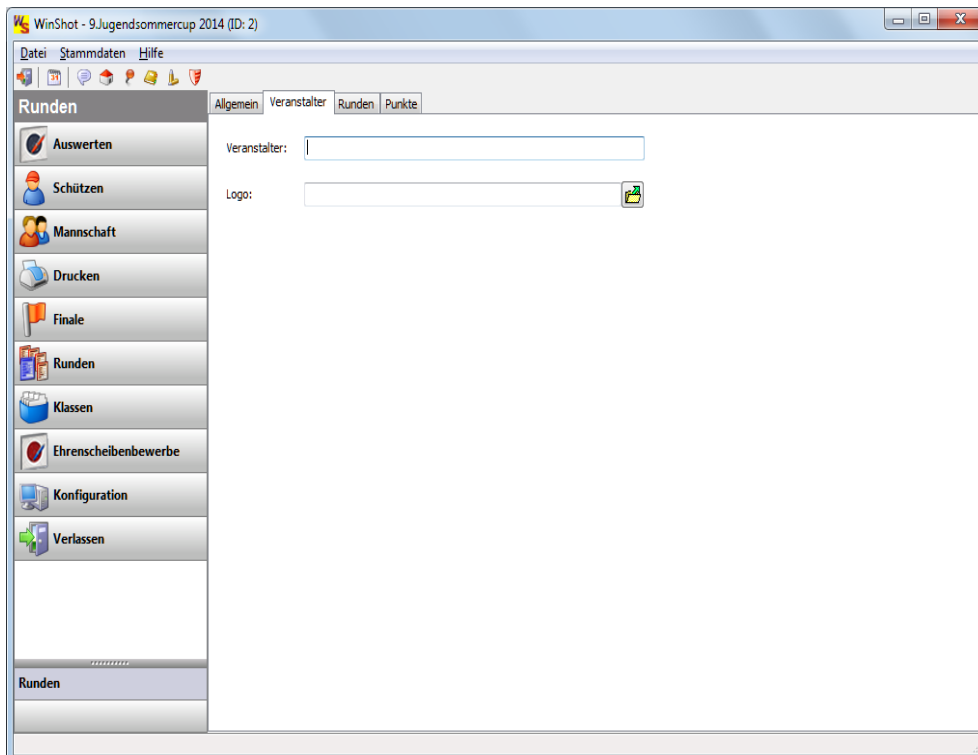 WinShot - 9.Jugendsommercup 2014 (ID: 2)
Datei Stammdaten Hilfe
31
Runden
Auswerten
Schützen
Mannschaft
Drucken
Finale
Runden
Klassen
Ehrenscheibenbewerbe
Konfiguration
Verlassen
Runden
Allgemein Veranstalter Runden Punkte
Veranstalter:
Logo: